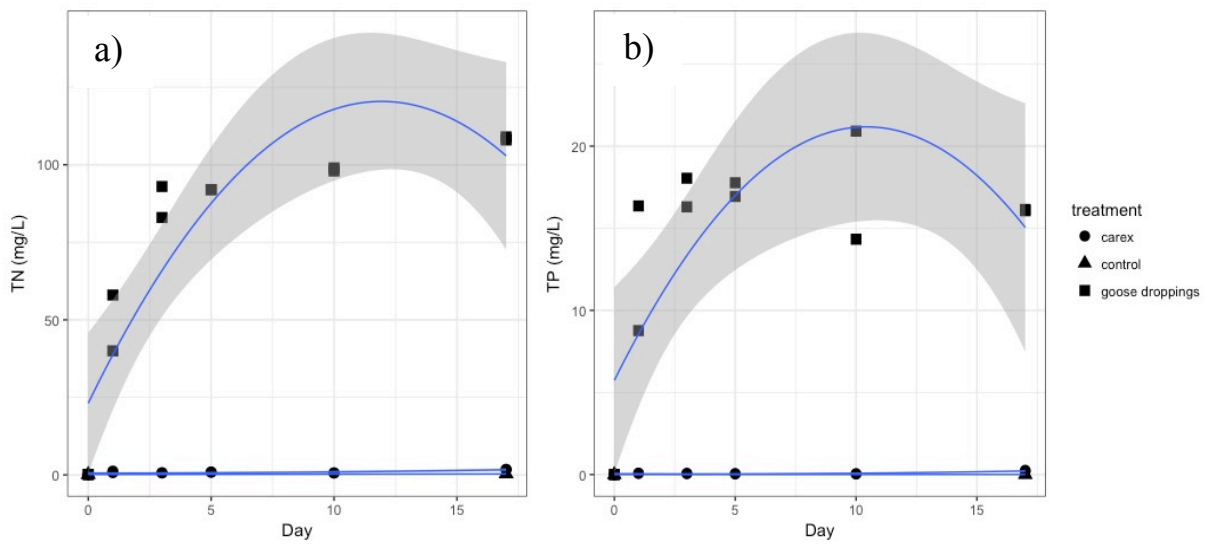 a)
TN (mg/L)
100
50
0
0 5 10 15
Day
b)
TP (mg/L)
20
10
0
0 5 10 15
Day
treatment
carex
control
goose droppings